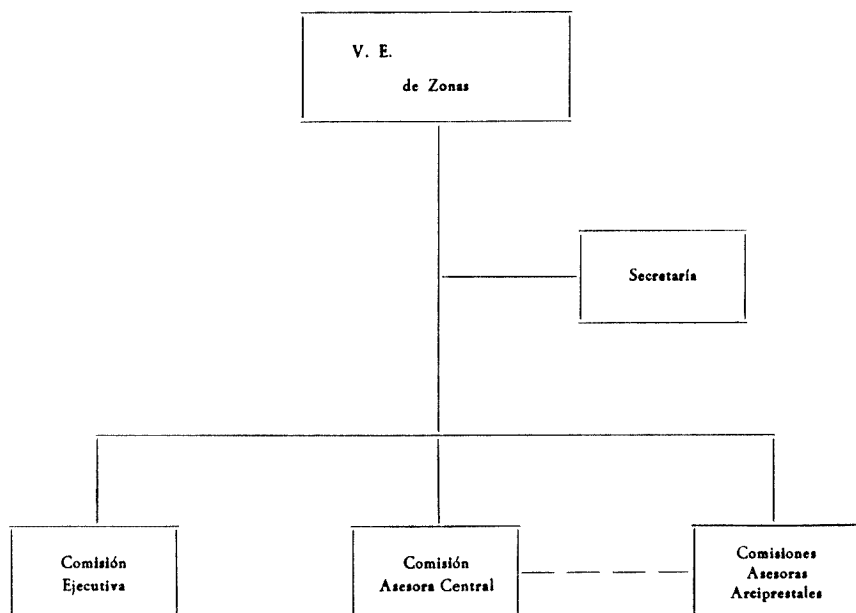 V. E.
de Zonas
Secretaría
Comisión
Ejecutiva
Comisión
Asesora Central
Comisiones
Asesoras
Arciprestales